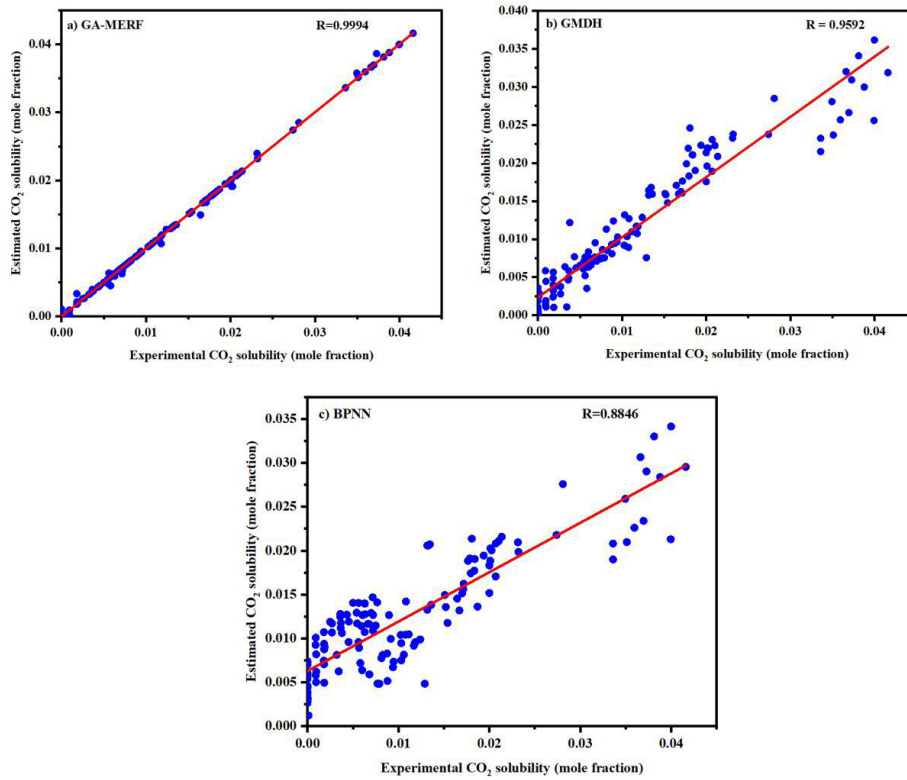 a) GA-MERF
R=0.9994
Estimated CO2 solubility (mole fraction)
0.04
0.03
0.02
0.01
0.00
0.00 0.01 0.02 0.03 0.04
Experimental CO2 solubility (mole fraction)
b) GMDH
R = 0.9592
Estimated CO2 solubility (mole fraction)
0.040
0.035
0.030
0.025
0.020
0.015
0.010
0.005
0.000
0.00 0.01 0.02 0.03 0.04
Experimental CO2 solubility (mole fraction)
c) BPNN
R=0.8846
Estimated CO2 solubility (mole fraction)
0.035
0.030
0.025
0.020
0.015
0.010
0.005
0.000
0.00 0.01 0.02 0.03 0.04
Experimental CO2 solubility (mole fraction)